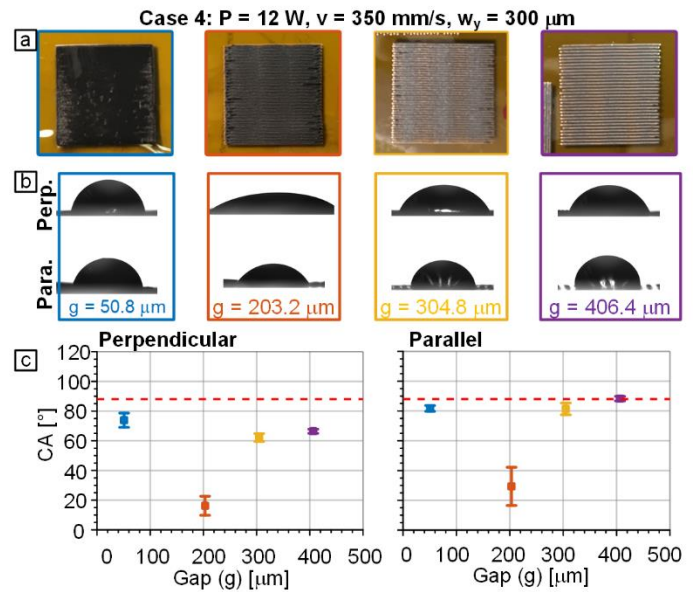 Case 4: P = 12 W, v = 350 mm/s, wy = 300 μm
a
b
Perp.
Para.
g = 50.8 μm
g = 203.2 μm
g = 304.8 μm
g = 406.4 μm
c
Perpendicular
Parallel
120
100
80
60
40
20
0
CA [°]
0 100 200 300 400 500
0 100 200 300 400 500
Gap (g) [μm]
Gap (g) [μm]